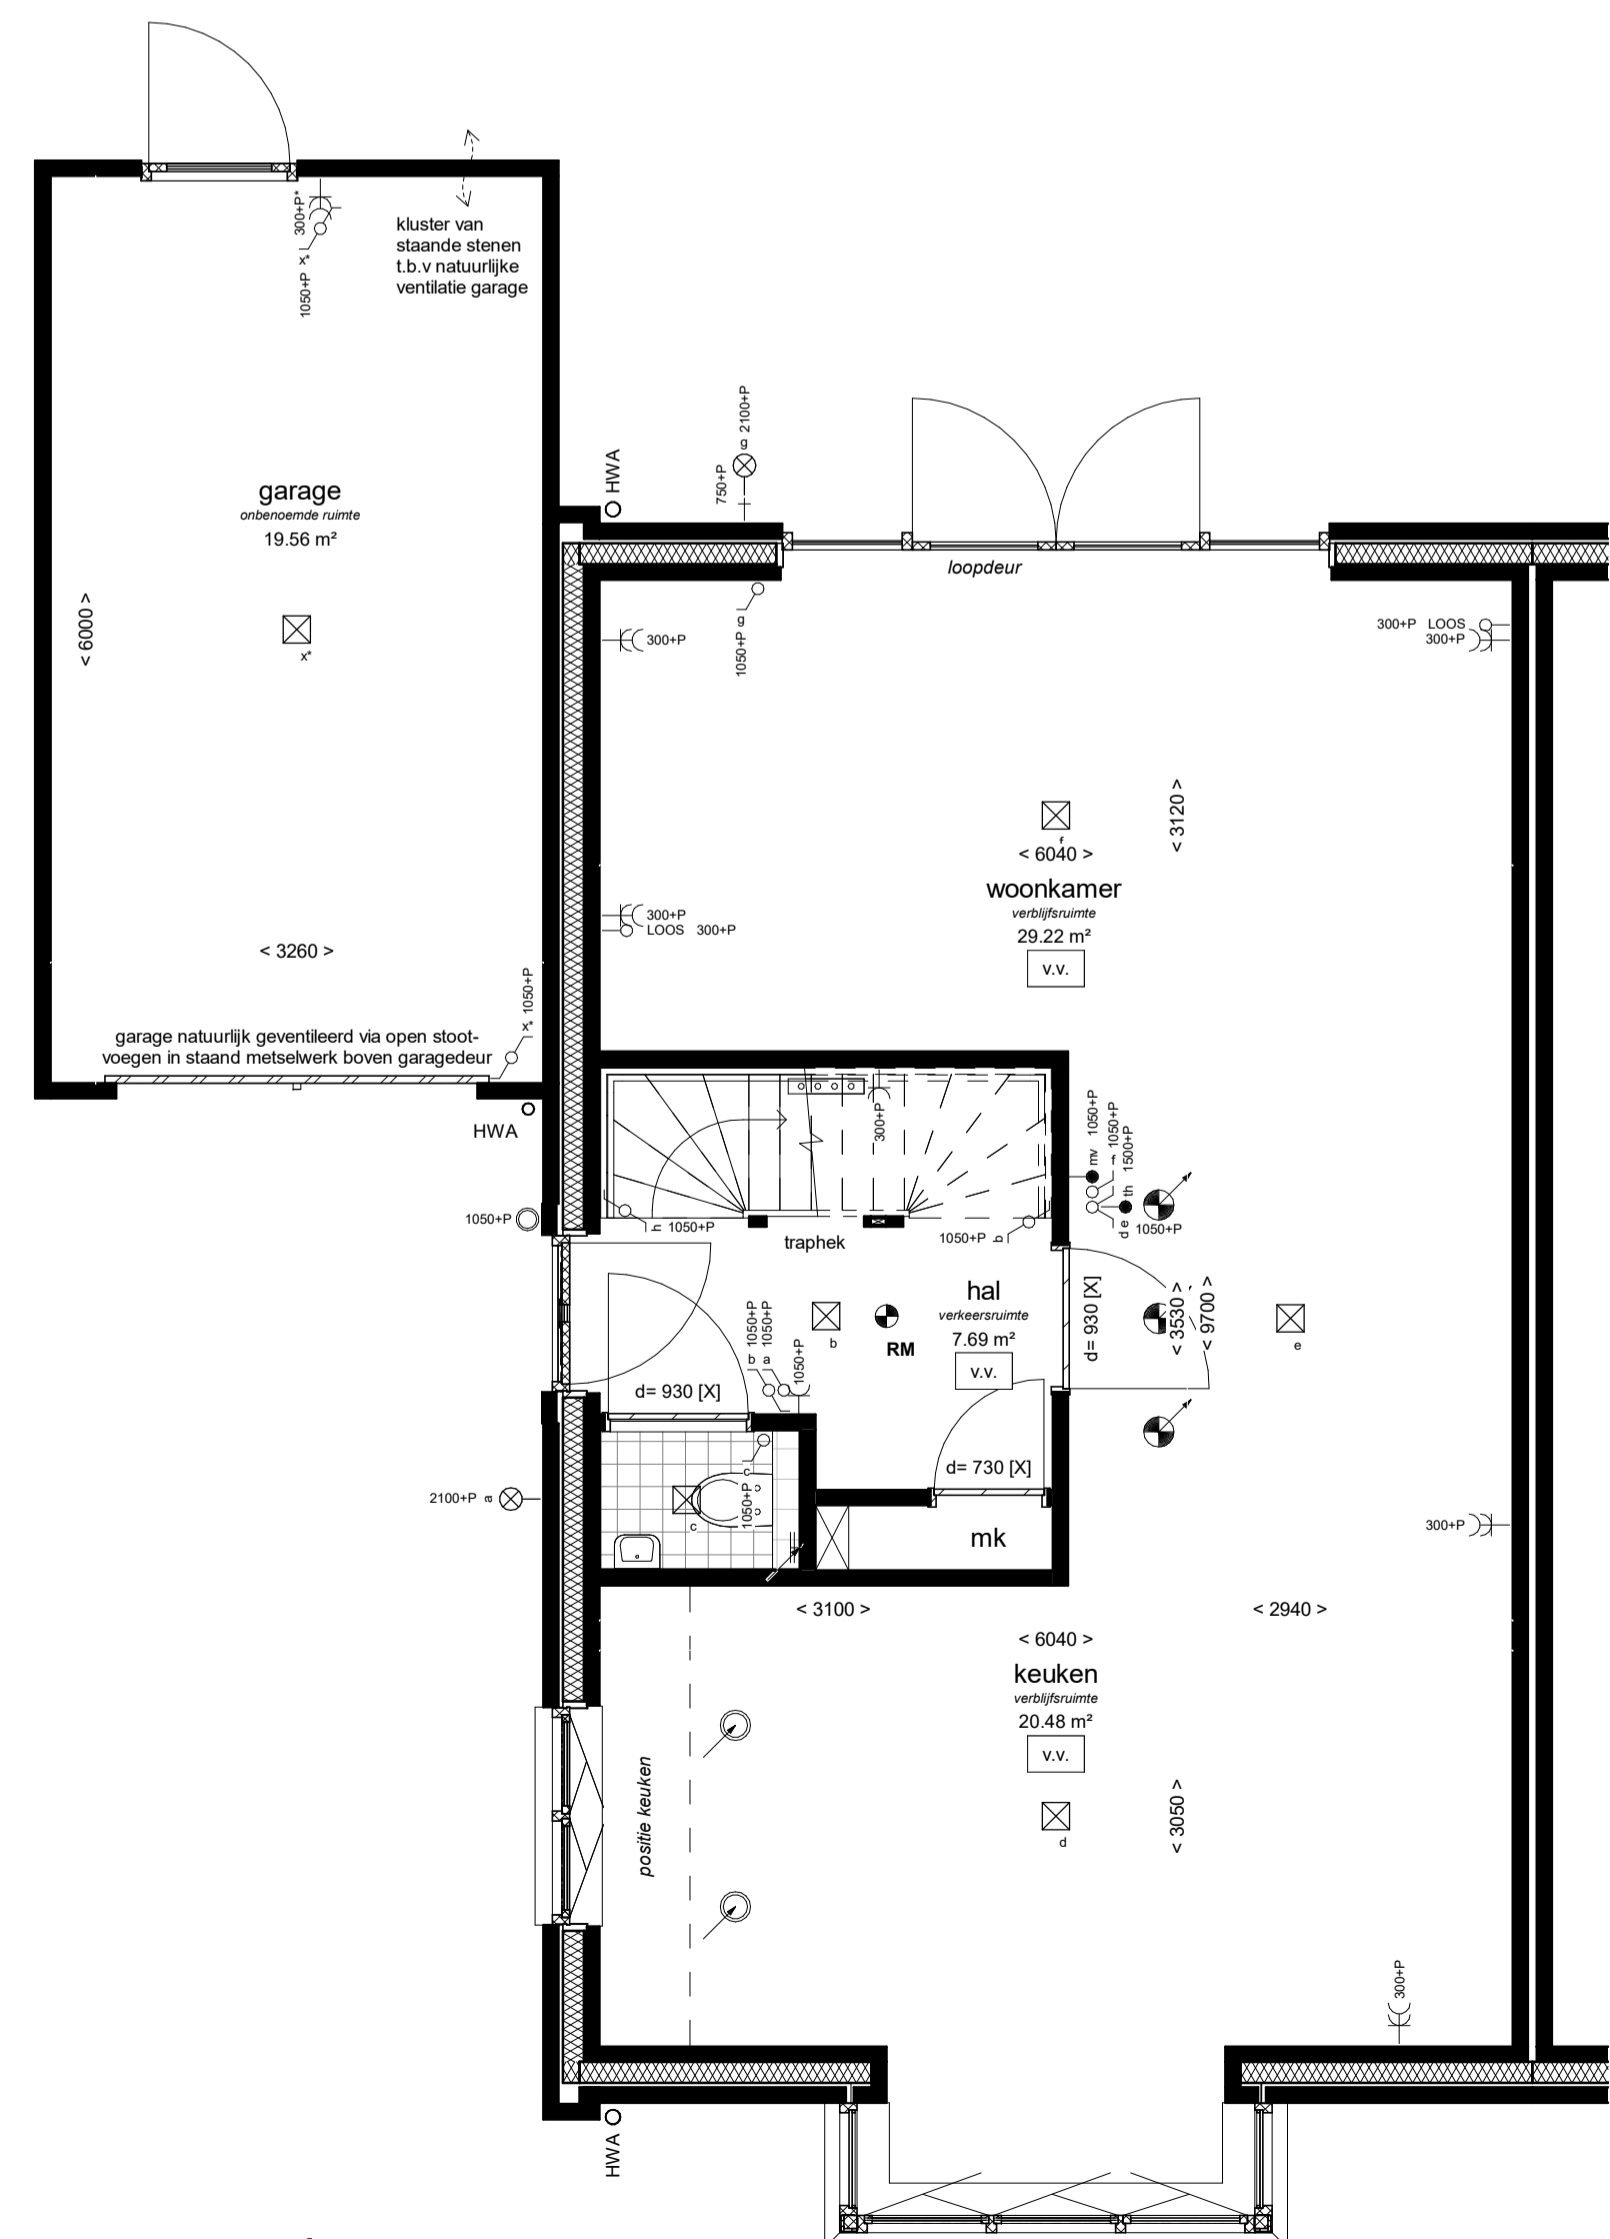 300+P*
x*
1050+P
kluster van
staande stenen
t.b.v natuurlijke
ventilatie garage
garage
onbenoemde ruimte
19.56 m²
< 6000 >
x*
< 3260 >
garage natuurlijk geventileerd via open stoot-
voegen in staand metselwerk boven garagedeur
x* 1050+P
HWA
HWA
750+P
g 2100+P
loopdeur
1050+P g
300+P
300+P LOOS
300+P
f
< 6040 >
< 3120 >
woonkamer
verblijfsruimte
29.22 m²
v.v.
300+P
LOOS 300+P
300+P
mv 1050+P
f 1050+P
th 1500+P
d e
1050+P
1050+P
h 1050+P
traphek
1050+P b
hal
verkeersruimte
7.69 m²
v.v.
b
RM
b 1050+P
a 1050+P
1050+P
d= 930 [X]
d= 930 [X]
< 3530 >
< 9700 >
e
d= 730 [X]
mk
c
1050+P
c
2100+P a
300+P
< 3100 >
< 2940 >
< 6040 >
keuken
verblijfsruimte
20.48 m²
v.v.
d
< 3050 >
positie keuken
300+P
HWA